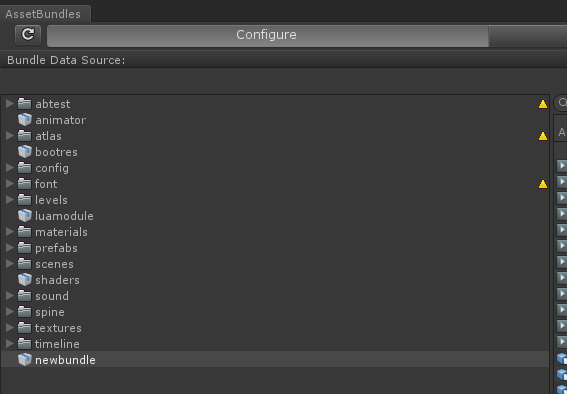 AssetBundles
Configure
Bundle Data Source:
abtest
animator
A
atlas
bootres
config
font
levels
luamodule
materials
prefabs
scenes
shaders
sound
spine
textures
timeline
newbundle